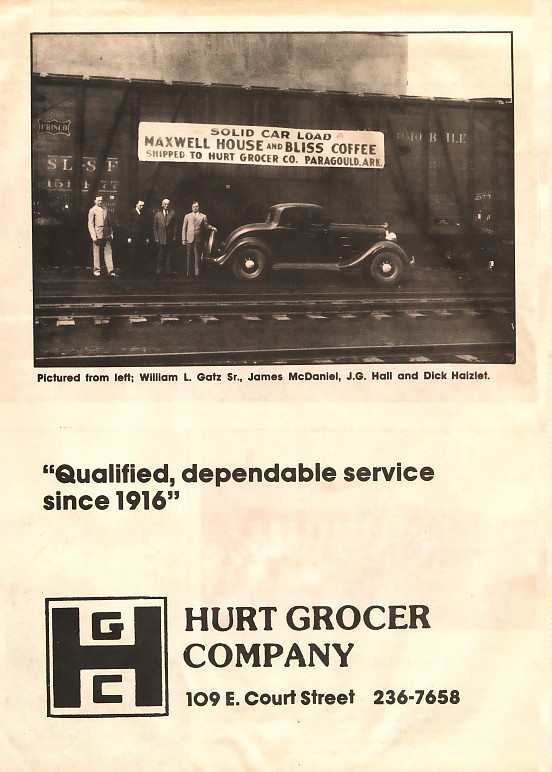 FRISCO
SOLID CAR LOAD
MAXWELL HOUSE AND BLISS COFFEE
SHIPPED TO HURT GROCER CO. PARAGOULD, ARK.
SL-SF
Pictured from left; William L. Gatz Sr., James McDaniel, J.G. Hall and Dick Haizlet.
“Qualified, dependable service
since 1916”
G
H
C
HURT GROCER
COMPANY
109 E. Court Street 236-7658